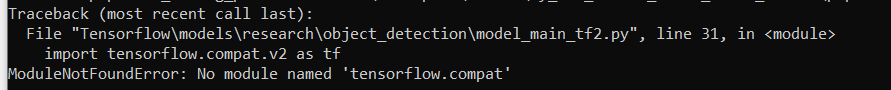 Traceback (most recent call last):
File "Tensorflow\models\research\object_detection\model_main_tf2.py", line 31, in <module>
import tensorflow.compat.v2 as tf
ModuleNotFoundError: No module named 'tensorflow.compat'